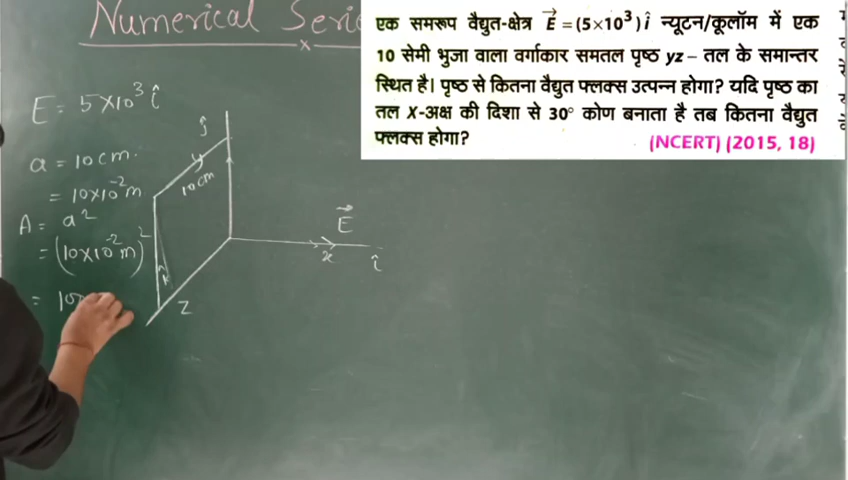 Numerical Serie
एक समरूप वैद्युत-क्षेत्र E⃗ =(5×10³) î न्यूटन/कूलॉम में एक
10 सेमी भुजा वाला वर्गाकार समतल पृष्ठ yz – तल के समान्तर
स्थित है। पृष्ठ से कितना वैद्युत फ्लक्स उत्पन्न होगा? यदि पृष्ठ का
तल X-अक्ष की दिशा से 30° कोण बनाता है तब कितना वैद्युत
फ्लक्स होगा?
(NCERT) (2015, 18)
E = 5×10³ î
a = 10cm.
= 10×10⁻² m
A = a²
= (10×10⁻² m)²
= 10
ĵ
y
10cm
E⃗
x
î
k̂
Z